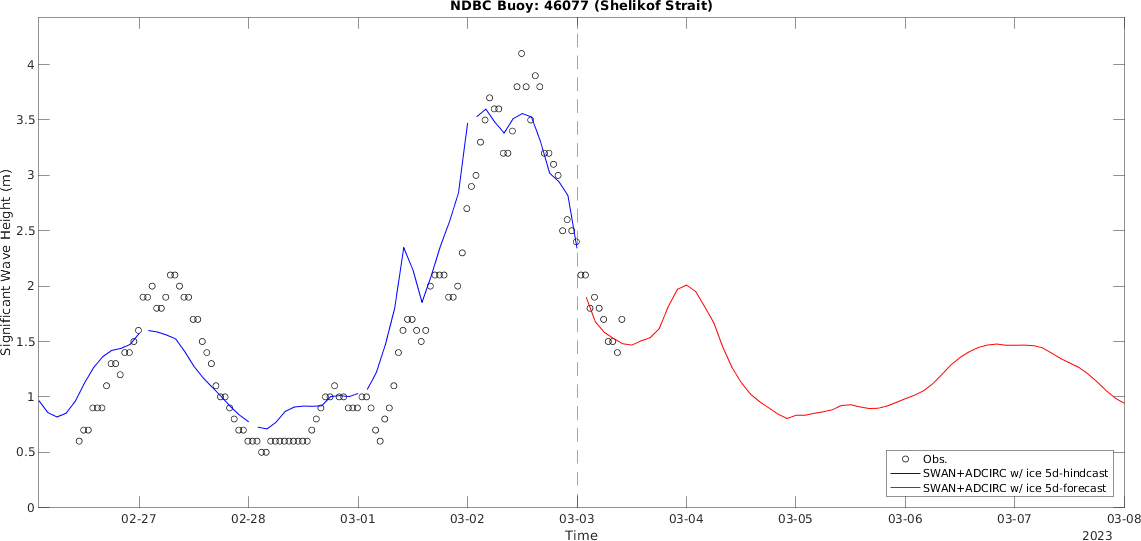 NDBC Buoy: 46077 (Shelikof Strait)
Significant Wave Height (m)
4
3.5
3
2.5
2
1.5
1
0.5
0
Obs.
SWAN+ADCIRC w/ ice 5d-hindcast
SWAN+ADCIRC w/ ice 5d-forecast
02-27 02-28 03-01 03-02 03-03 03-04 03-05 03-06 03-07 03-08
Time
2023